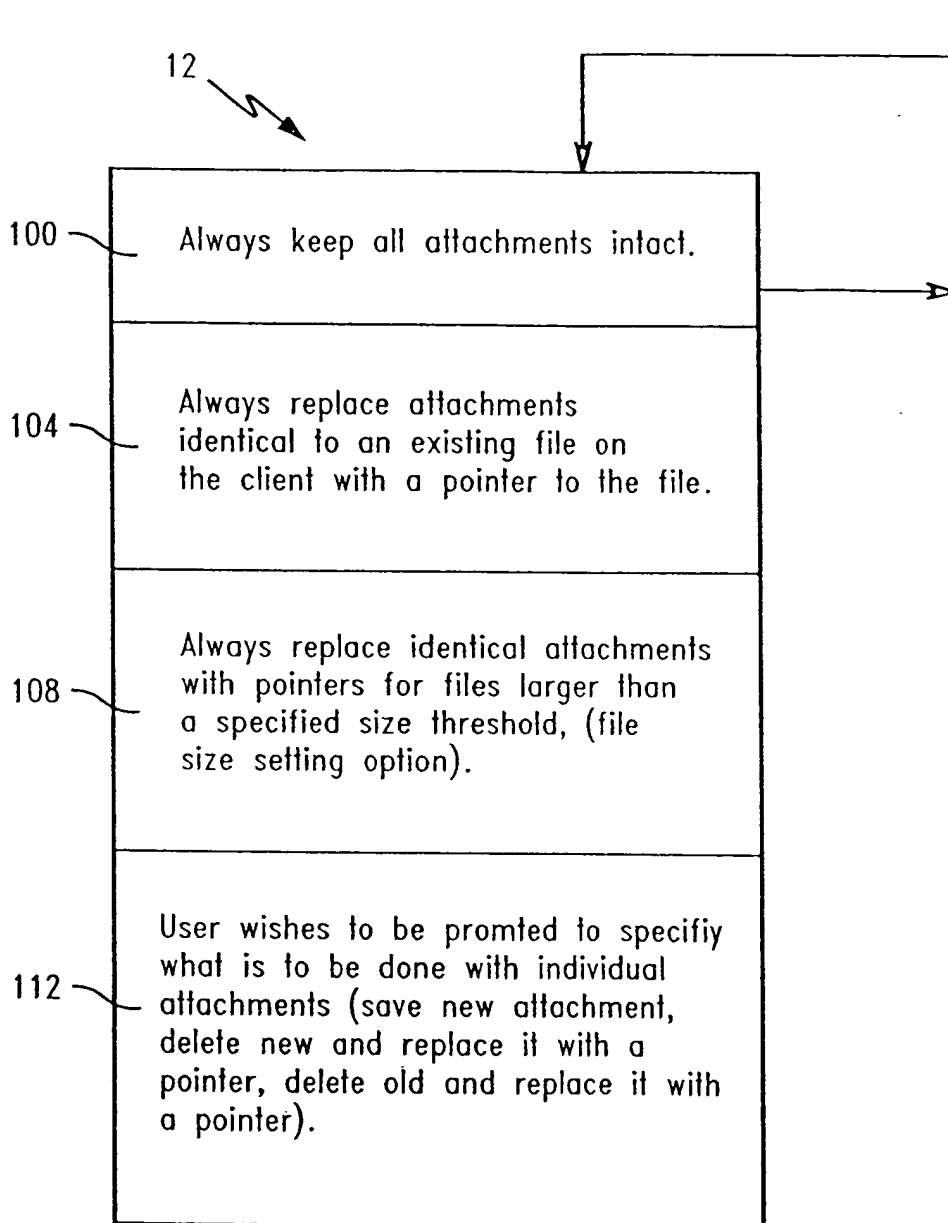 12
100
Always keep all attachments intact.
104
Always replace attachments
identical to an existing file on
the client with a pointer to the file.
108
Always replace identical attachments
with pointers for files larger than
a specified size threshold, (file
size setting option).
112
User wishes to be promted to specifiy
what is to be done with individual
attachments (save new attachment,
delete new and replace it with a
pointer, delete old and replace it with
a pointer).